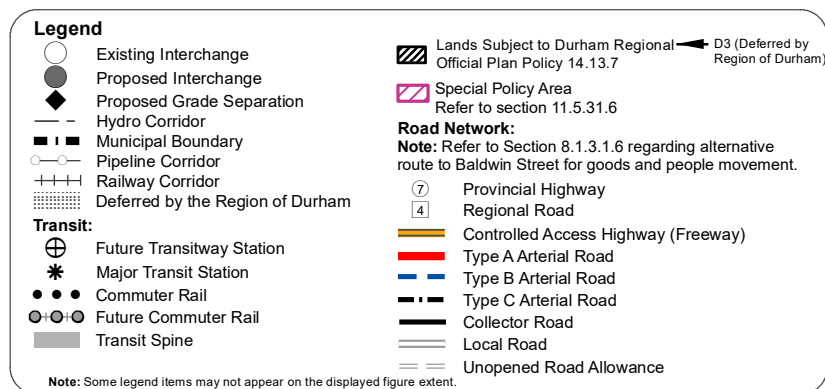 Legend
Existing Interchange
Proposed Interchange
Proposed Grade Separation
Hydro Corridor
Municipal Boundary
Pipeline Corridor
Railway Corridor
Deferred by the Region of Durham
Transit:
Future Transitway Station
Major Transit Station
Commuter Rail
Future Commuter Rail
Transit Spine
Note: Some legend items may not appear on the displayed figure extent.
Lands Subject to Durham Regional
Official Plan Policy 14.13.7
D3 (Deferred by
Region of Durham)
Special Policy Area
Refer to section 11.5.31.6
Road Network:
Note: Refer to Section 8.1.3.1.6 regarding alternative
route to Baldwin Street for goods and people movement.
7 Provincial Highway
4 Regional Road
Controlled Access Highway (Freeway)
Type A Arterial Road
Type B Arterial Road
Type C Arterial Road
Collector Road
Local Road
Unopened Road Allowance